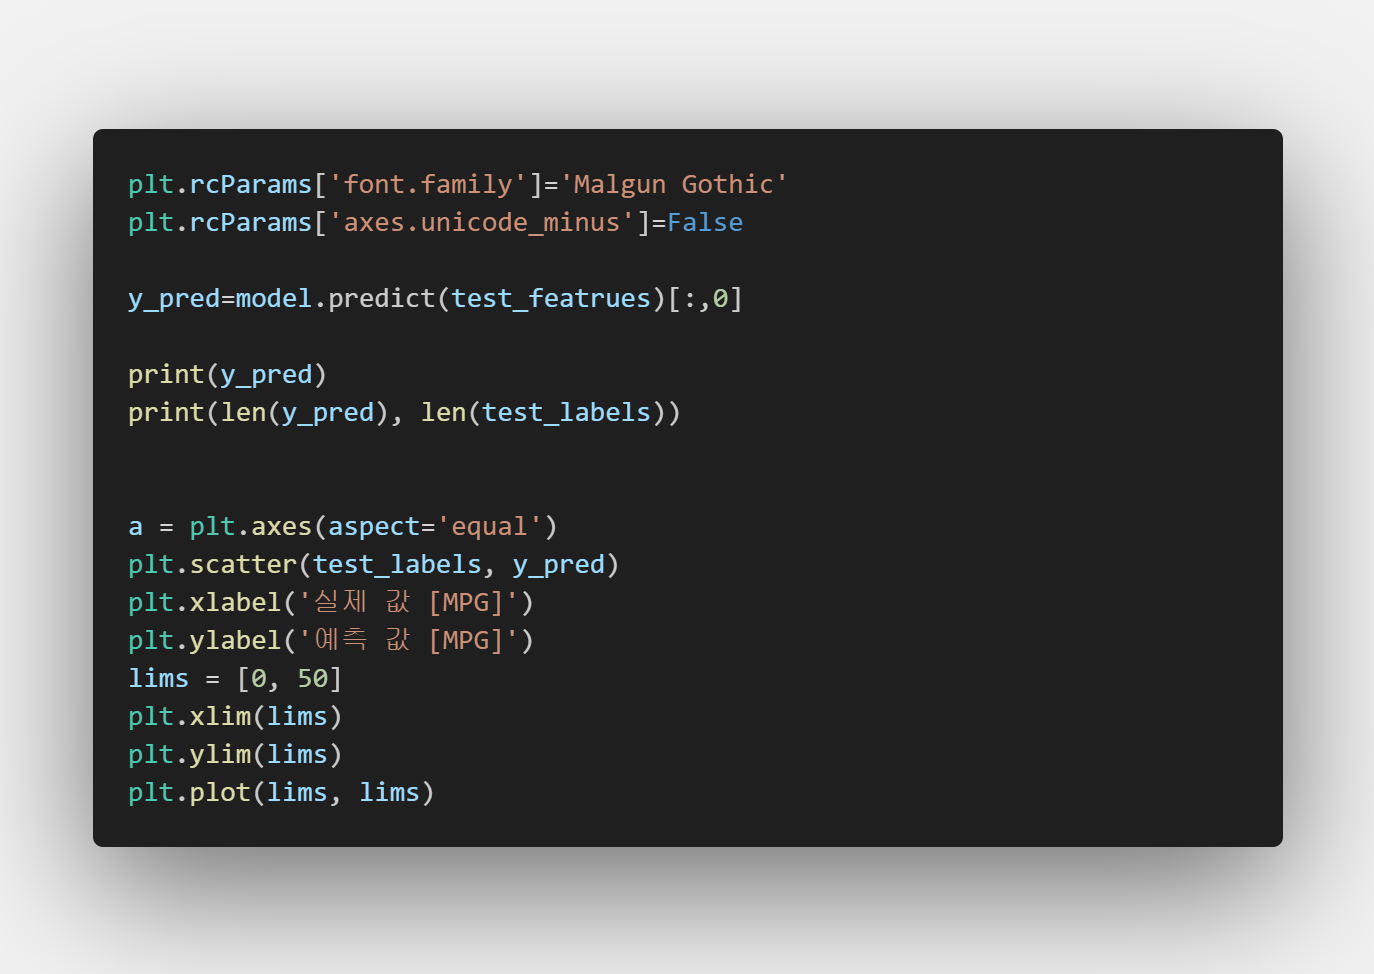 plt.rcParams['font.family']='Malgun Gothic'
plt.rcParams['axes.unicode_minus']=False
y_pred=model.predict(test_featrues)[:,0]
print(y_pred)
print(len(y_pred), len(test_labels))
a = plt.axes(aspect='equal')
plt.scatter(test_labels, y_pred)
plt.xlabel('실제 값 [MPG]')
plt.ylabel('예측 값 [MPG]')
lims = [0, 50]
plt.xlim(lims)
plt.ylim(lims)
plt.plot(lims, lims)